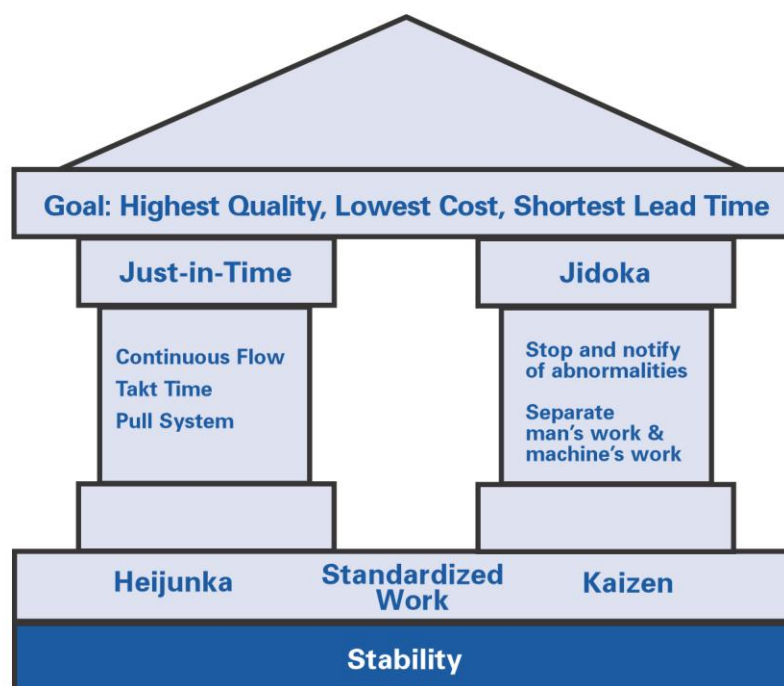 Goal: Highest Quality, Lowest Cost, Shortest Lead Time
Just-in-Time
Continuous Flow
Takt Time
Pull System
Jidoka
Stop and notify
of abnormalities
Separate
man's work &
machine's work
Heijunka
Standardized
Work
Kaizen
Stability